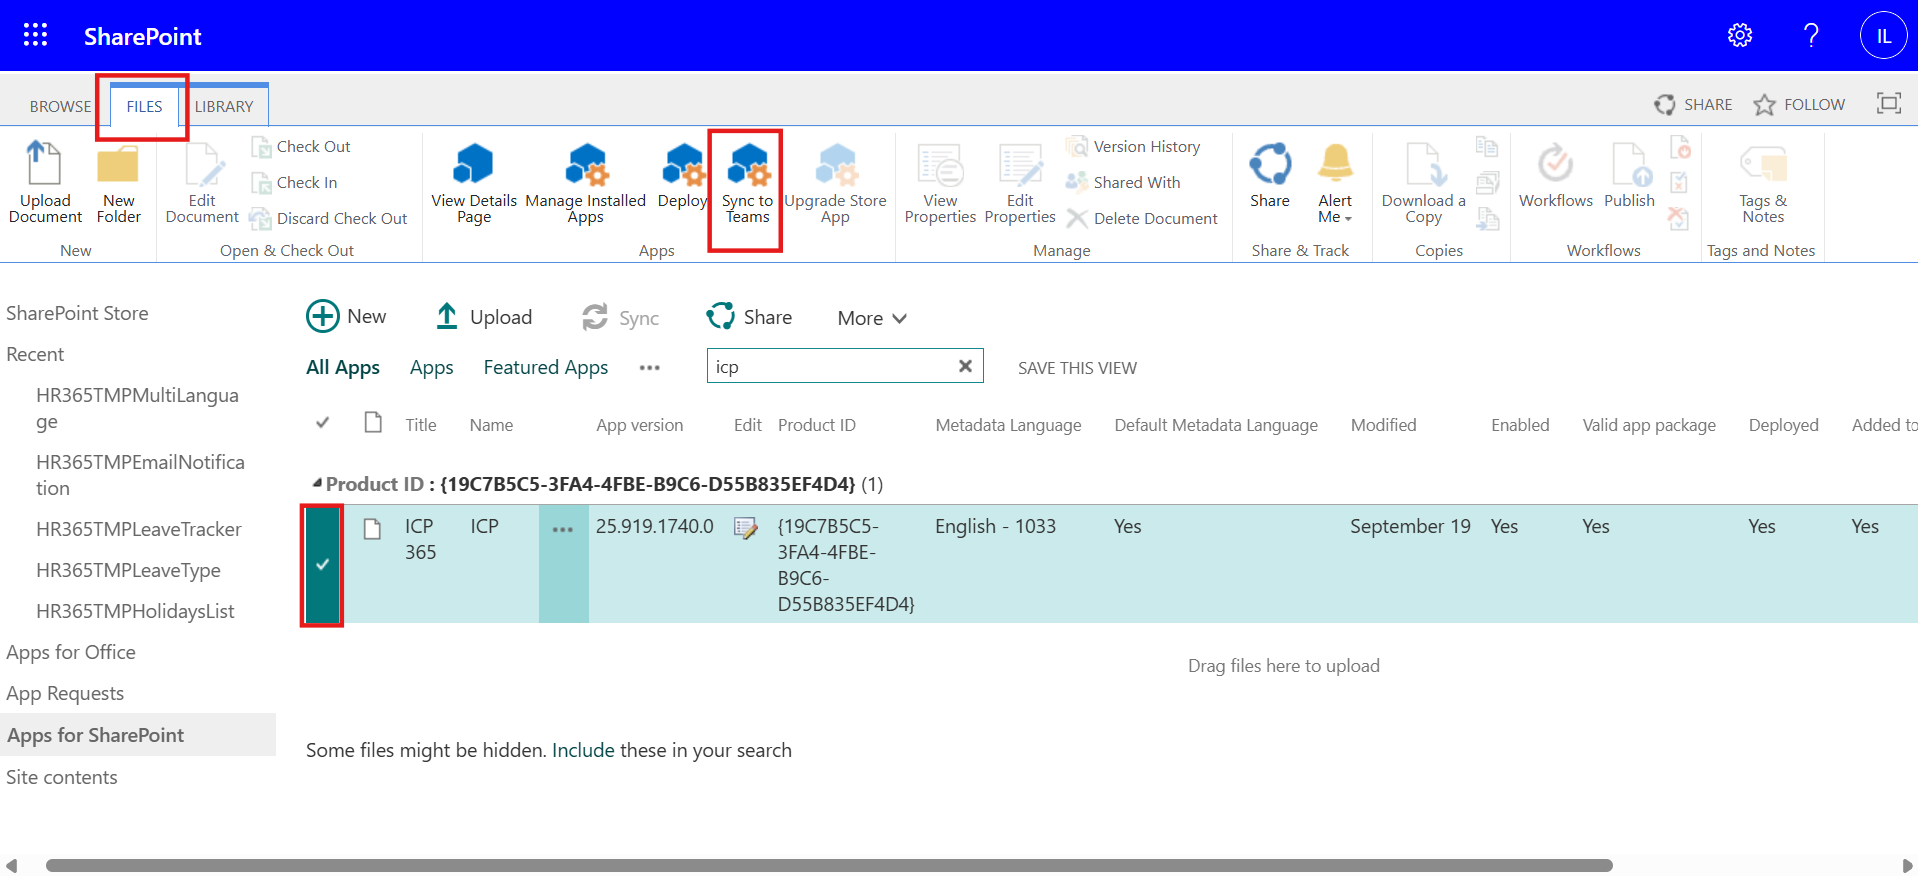 SharePoint
IL
BROWSE FILES LIBRARY
SHARE FOLLOW
Upload Document
New Folder
New
Edit Document
Check Out
Check In
Discard Check Out
Open & Check Out
View Details Page
Manage Installed Apps
Deploy
Sync to Teams
Upgrade Store App
Apps
View Properties
Edit Properties
Version History
Shared With
Delete Document
Manage
Share
Alert Me
Share & Track
Download a Copy
Copies
Workflows
Publish
Workflows
Tags & Notes
Tags and Notes
SharePoint Store
Recent
HR365TMPMultiLangua
ge
HR365TMPEmailNotifica
tion
HR365TMPLeaveTracker
HR365TMPLeaveType
HR365TMPHolidaysList
Apps for Office
App Requests
Apps for SharePoint
Site contents
New Upload Sync Share More
All Apps Apps Featured Apps ••• icp SAVE THIS VIEW
Title Name App version Edit Product ID Metadata Language Default Metadata Language Modified Enabled Valid app package Deployed Added to
Product ID : {19C7B5C5-3FA4-4FBE-B9C6-D55B835EF4D4} (1)
ICP 365 ICP ••• 25.919.1740.0 {19C7B5C5-3FA4-4FBE-B9C6-D55B835EF4D4} English - 1033 Yes September 19 Yes Yes Yes Yes
Drag files here to upload
Some files might be hidden. Include these in your search